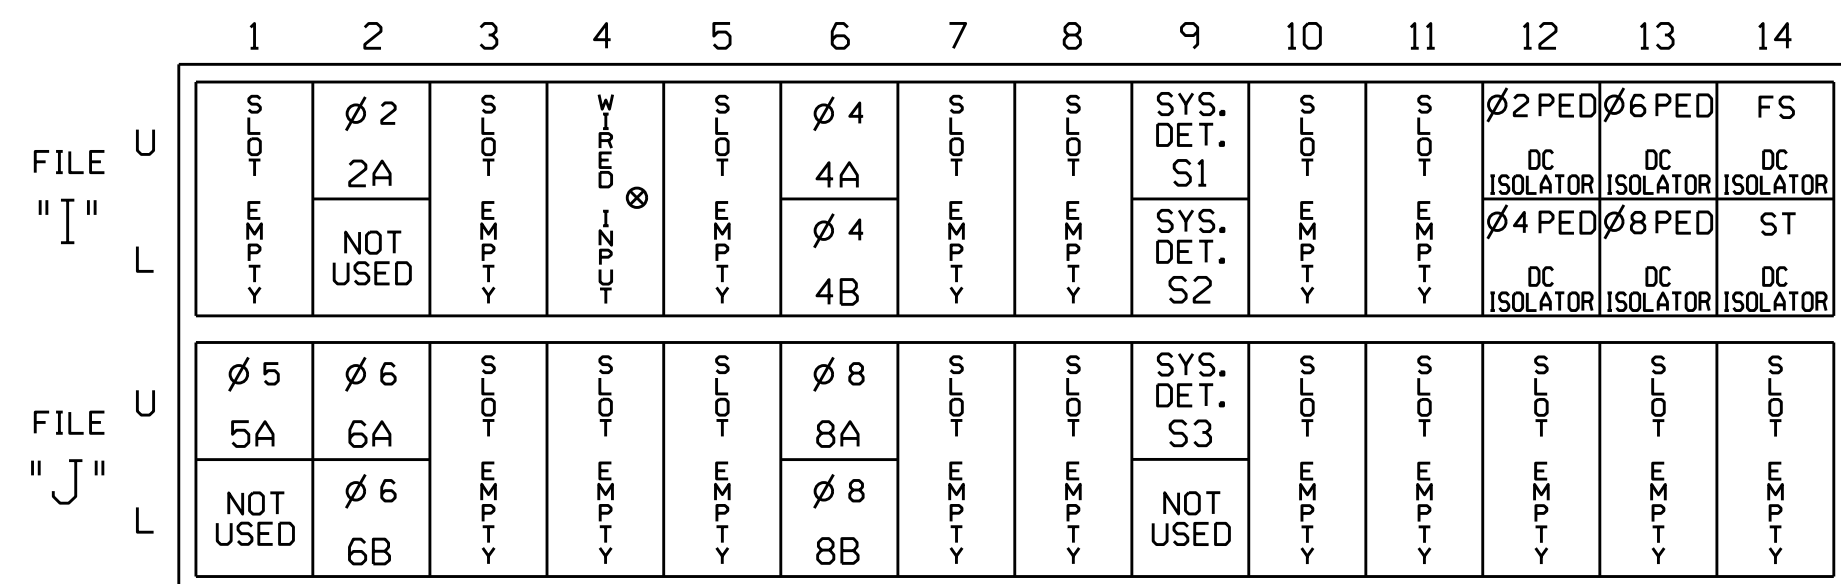 1 2 3 4 5 6 7 8 9 10 11 12 13 14
FILE
"I"
U
L
SLOT EMPTY
Ø 2
2A
NOT
USED
SLOT EMPTY
WIRED INPUT
⊗
SLOT EMPTY
Ø 4
4A
Ø 4
4B
SLOT EMPTY
SLOT EMPTY
SYS.
DET.
S1
SYS.
DET.
S2
SLOT EMPTY
SLOT EMPTY
Ø2 PED
DC
ISOLATOR
Ø4 PED
DC
ISOLATOR
Ø6 PED
DC
ISOLATOR
Ø8 PED
DC
ISOLATOR
FS
DC
ISOLATOR
ST
DC
ISOLATOR
FILE
"J"
U
L
Ø 5
5A
NOT
USED
Ø 6
6A
Ø 6
6B
SLOT EMPTY
SLOT EMPTY
SLOT EMPTY
Ø 8
8A
Ø 8
8B
SLOT EMPTY
SLOT EMPTY
SYS.
DET.
S3
NOT
USED
SLOT EMPTY
SLOT EMPTY
SLOT EMPTY
SLOT EMPTY
SLOT EMPTY